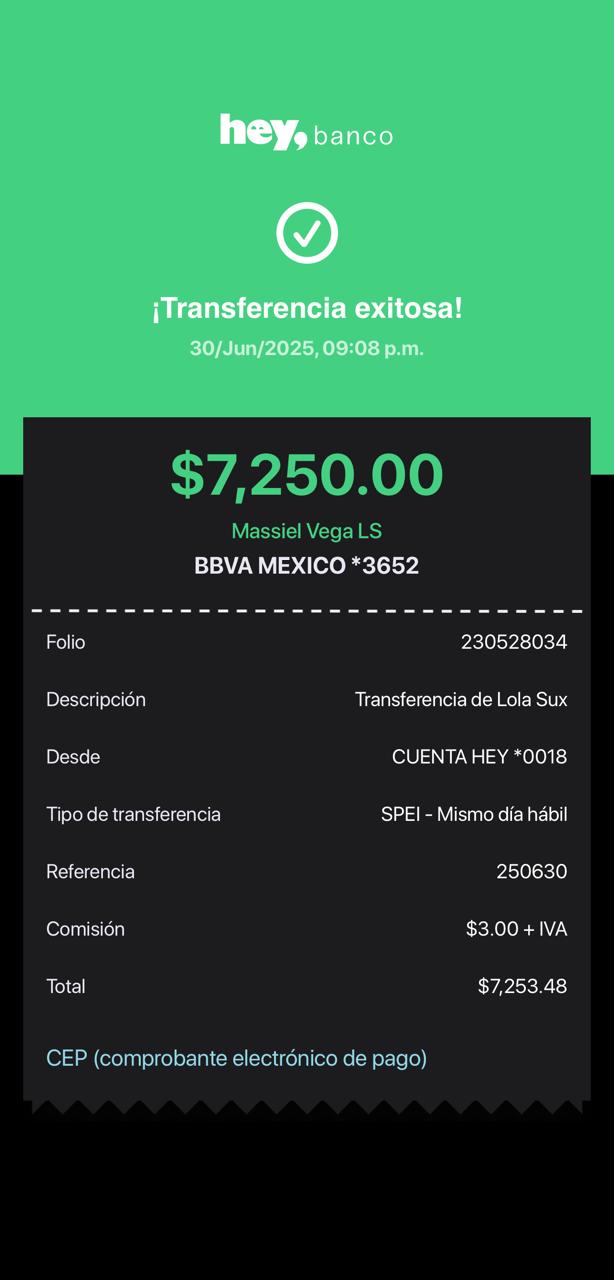 hey, banco
¡Transferencia exitosa!
30/Jun/2025, 09:08 p.m.
$7,250.00
Massiel Vega LS
BBVA MEXICO *3652
Folio 230528034
Descripción Transferencia de Lola Sux
Desde CUENTA HEY *0018
Tipo de transferencia SPEI - Mismo día hábil
Referencia 250630
Comisión $3.00 + IVA
Total $7,253.48
CEP (comprobante electrónico de pago)